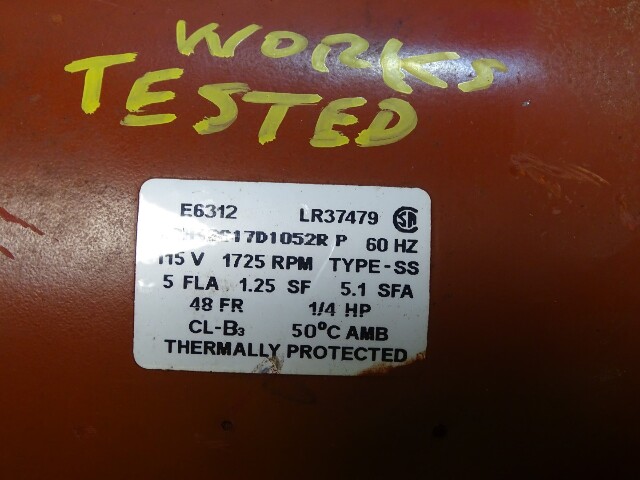 WORKS
TESTED
E6312 LR37479
P 60 HZ
115 V 1725 RPM TYPE-SS
5 FLA 1.25 SF 5.1 SFA
48 FR 1/4 HP
CL-B₃ 50°C AMB
THERMALLY PROTECTED